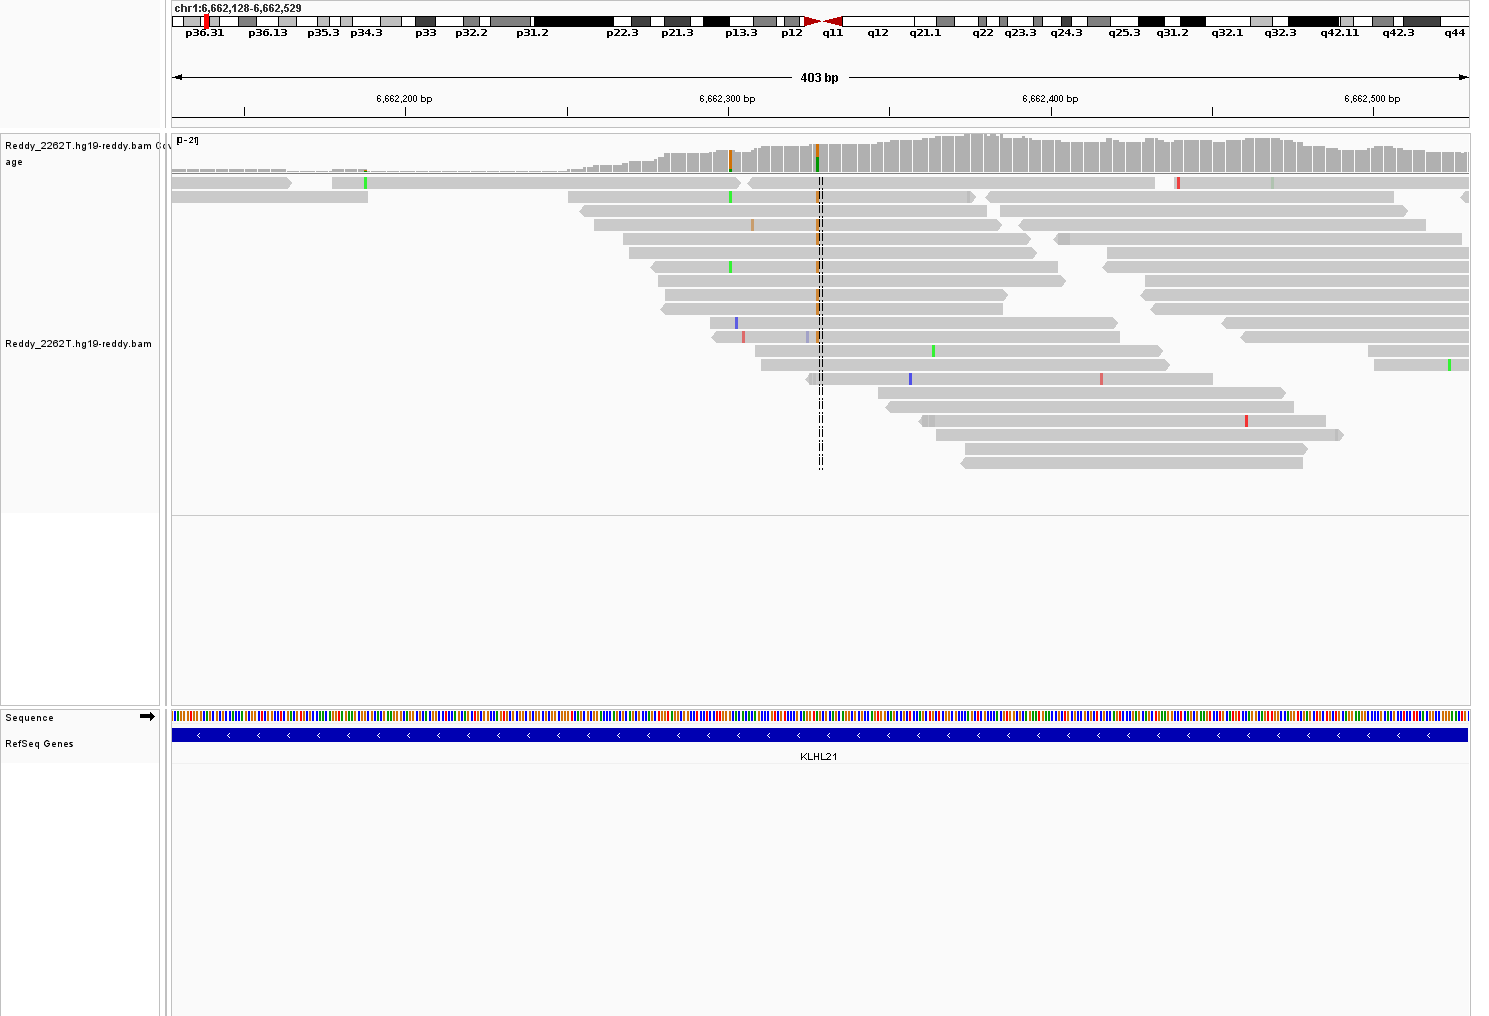 chr1:6,662,128-6,662,529
p36.31 p36.13 p35.3 p34.3 p33 p32.2 p31.2 p22.3 p21.3 p13.3 p12 q11 q12 q21.1 q22 q23.3 q24.3 q25.3 q31.2 q32.1 q32.3 q42.11 q42.3 q44
403 bp
6,662,200 bp 6,662,300 bp 6,662,400 bp 6,662,500 bp
Reddy_2262T.hg19-reddy.bam Cov
age
[0-21]
Reddy_2262T.hg19-reddy.bam
Sequence
RefSeq Genes
KLHL21